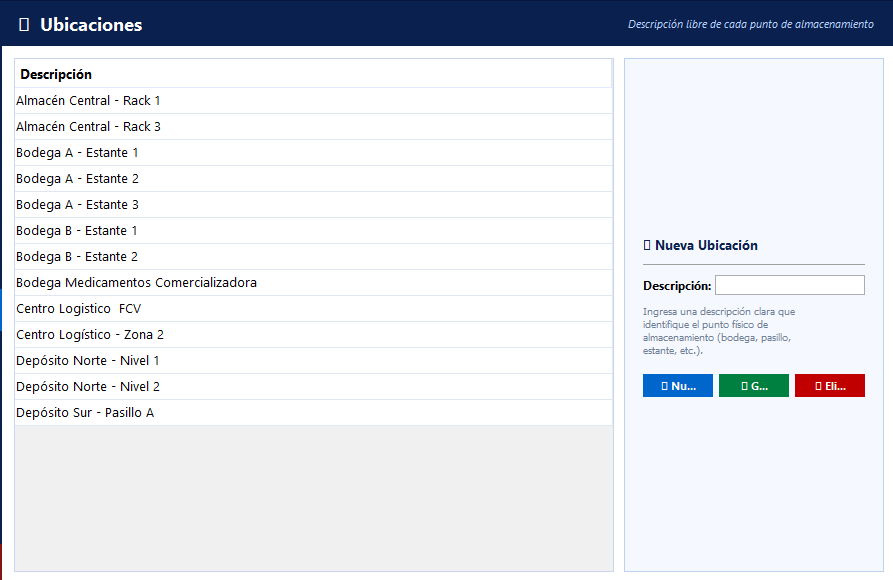 Ubicaciones
Descripción libre de cada punto de almacenamiento
Descripción
Almacén Central - Rack 1
Almacén Central - Rack 3
Bodega A - Estante 1
Bodega A - Estante 2
Bodega A - Estante 3
Bodega B - Estante 1
Bodega B - Estante 2
Bodega Medicamentos Comercializadora
Centro Logistico  FCV
Centro Logístico - Zona 2
Depósito Norte - Nivel 1
Depósito Norte - Nivel 2
Depósito Sur - Pasillo A
Nueva Ubicación
Descripción:
Ingresa una descripción clara que
identifique el punto físico de
almacenamiento (bodega, pasillo,
estante, etc.).
Nu... G... Eli...